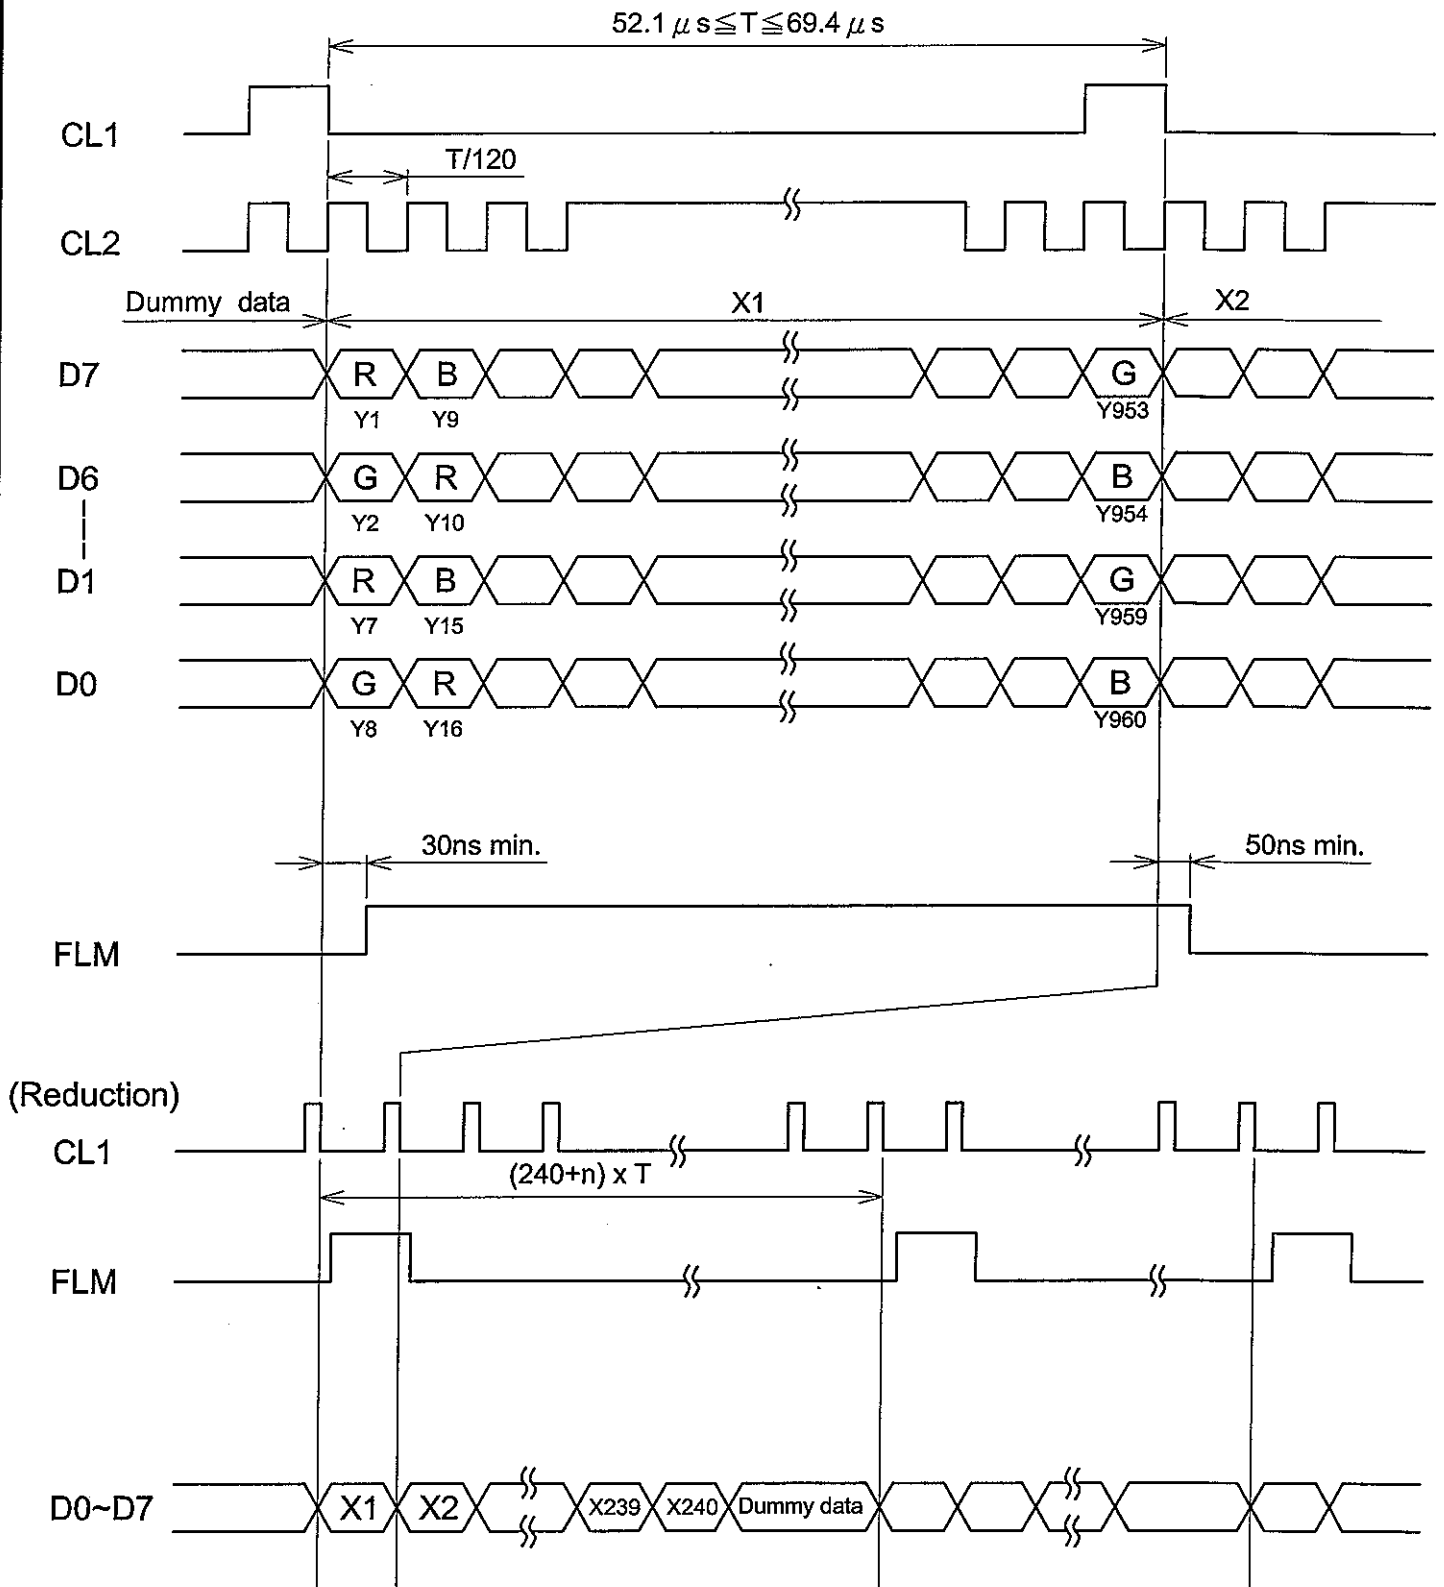 52.1 μs≦T≦69.4 μs
CL1
T/120
CL2
Dummy data
X1
X2
D7
R
B
G
Y1
Y9
Y953
D6
G
R
B
Y2
Y10
Y954
D1
R
B
G
Y7
Y15
Y959
D0
G
R
B
Y8
Y16
Y960
30ns min.
50ns min.
FLM
(Reduction)
CL1
(240+n) x T
FLM
D0~D7
X1
X2
X239
X240
Dummy data